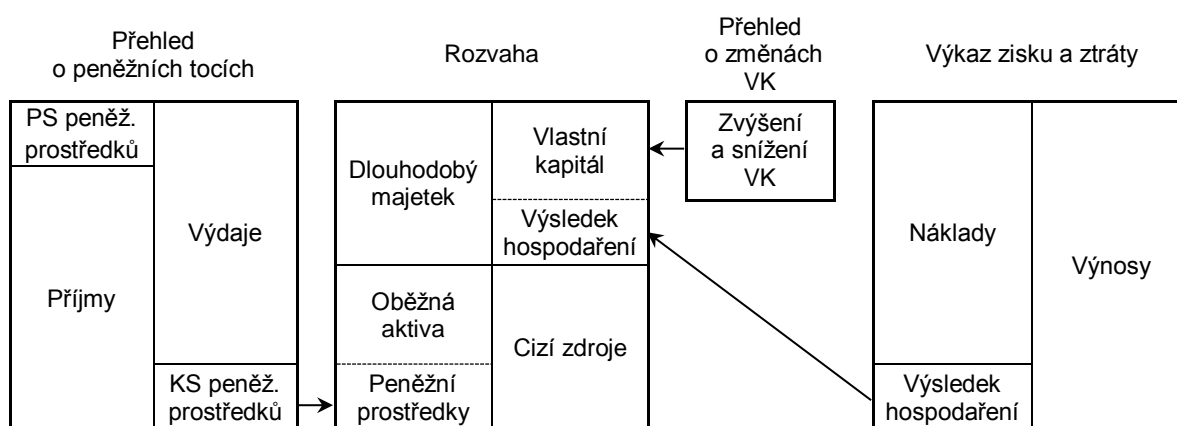 Přehled
o peněžních tocích
Rozvaha
Přehled
o změnách
VK
Výkaz zisku a ztráty
PS peněž.
prostředků
Příjmy
Výdaje
KS peněž.
prostředků
Dlouhodobý
majetek
Oběžná
aktiva
Peněžní
prostředky
Vlastní
kapitál
Výsledek
hospodaření
Cizí zdroje
Zvýšení
a snížení
VK
Náklady
Výsledek
hospodaření
Výnosy